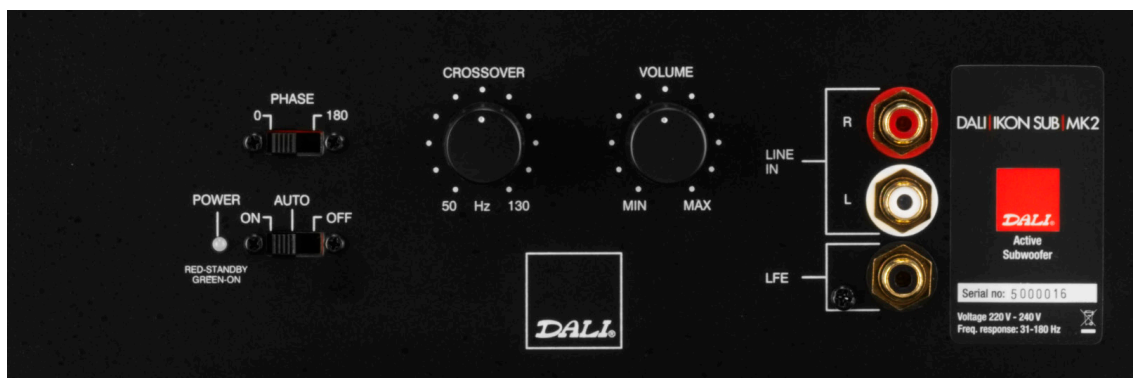 PHASE
0 180
POWER
ON AUTO OFF
RED-STANDBY
GREEN-ON
CROSSOVER
50 Hz 130
VOLUME
MIN MAX
DALI®
LINE
IN
R
L
LFE
DALI|IKON SUB|MK2
DALI®
Active
Subwoofer
Serial no: 5000016
Voltage 220 V - 240 V
Freq. response: 31-180 Hz